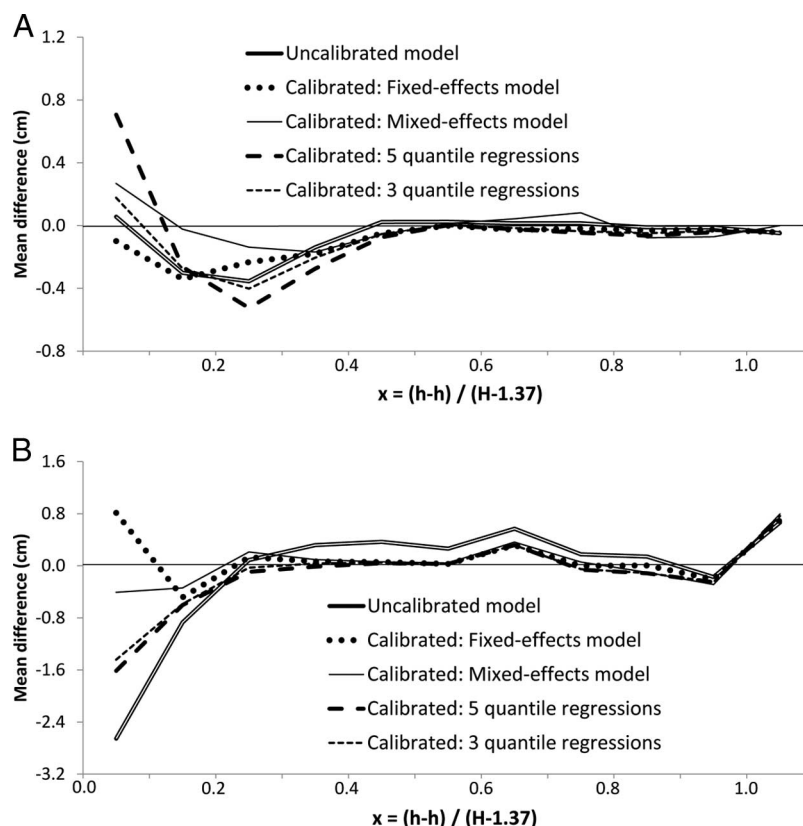 A
1.2
0.8
0.4
0.0
-0.4
-0.8
Mean difference (cm)
Uncalibrated model
Calibrated: Fixed-effects model
Calibrated: Mixed-effects model
Calibrated: 5 quantile regressions
Calibrated: 3 quantile regressions
0.2 0.4 0.6 0.8 1.0
x = (h-h) / (H-1.37)
B
1.6
0.8
0.0
-0.8
-1.6
-2.4
-3.2
Mean difference (cm)
Uncalibrated model
Calibrated: Fixed-effects model
Calibrated: Mixed-effects model
Calibrated: 5 quantile regressions
Calibrated: 3 quantile regressions
0.0 0.2 0.4 0.6 0.8 1.0
x = (h-h) / (H-1.37)